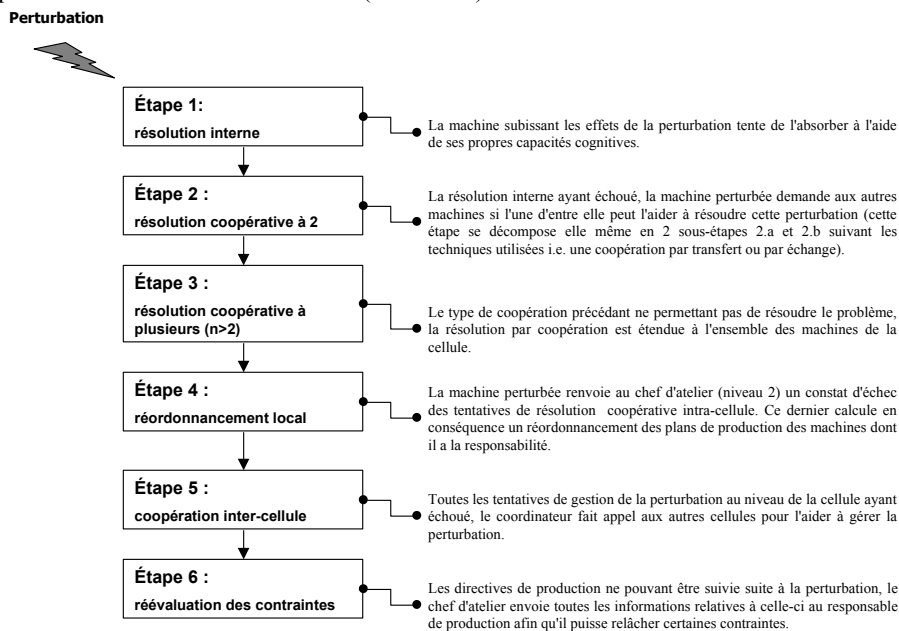 Perturbation
Étape 1:
résolution interne
La machine subissant les effets de la perturbation tente de l'absorber à l'aide
de ses propres capacités cognitives.
Étape 2 :
résolution coopérative à 2
La résolution interne ayant échoué, la machine perturbée demande aux autres
machines si l'une d'entre elle peut l'aider à résoudre cette perturbation (cette
étape se décompose elle même en 2 sous-étapes 2.a et 2.b suivant les
techniques utilisées i.e. une coopération par transfert ou par échange).
Étape 3 :
résolution coopérative à
plusieurs (n>2)
Le type de coopération précédant ne permettant pas de résoudre le problème,
la résolution par coopération est étendue à l'ensemble des machines de la
cellule.
Étape 4 :
réordonnancement local
La machine perturbée renvoie au chef d'atelier (niveau 2) un constat d'échec
des tentatives de résolution coopérative intra-cellule. Ce dernier calcule en
conséquence un réordonnancement des plans de production des machines dont
il a la responsabilité.
Étape 5 :
coopération inter-cellule
Toutes les tentatives de gestion de la perturbation au niveau de la cellule ayant
échoué, le coordinateur fait appel aux autres cellules pour l'aider à gérer la
perturbation.
Étape 6 :
réévaluation des contraintes
Les directives de production ne pouvant être suivie suite à la perturbation, le
chef d'atelier envoie toutes les informations relatives à celle-ci au responsable
de production afin qu'il puisse relâcher certaines contraintes.